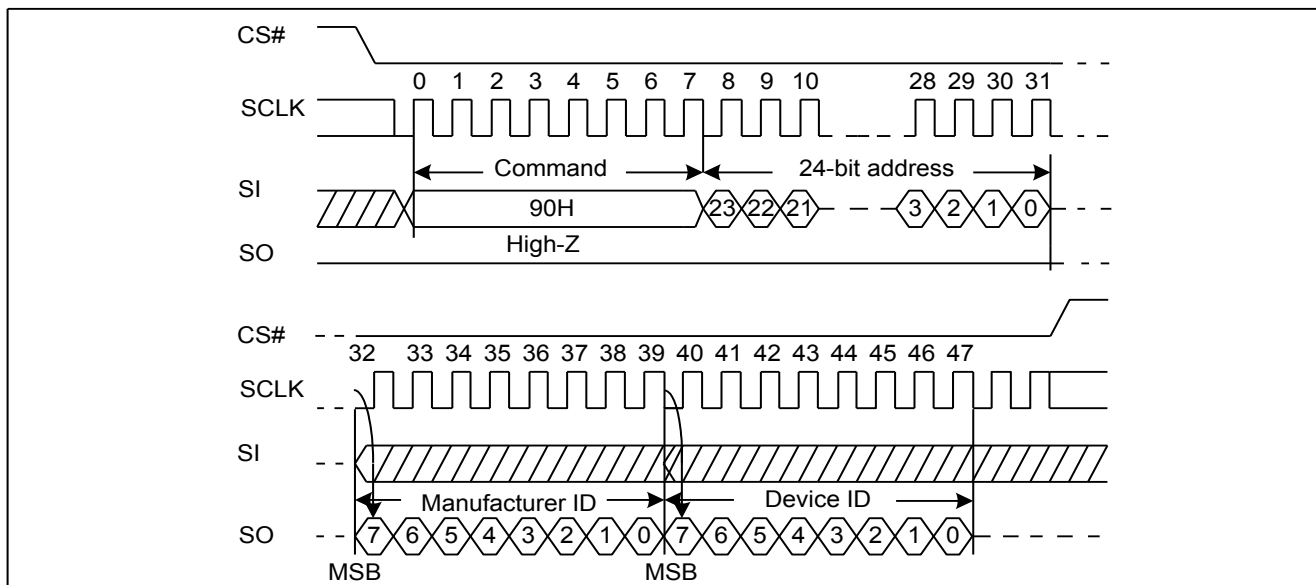 CS#
0 1 2 3 4 5 6 7 8 9 10 28 29 30 31
SCLK
Command 24-bit address
SI
90H 23 22 21 3 2 1 0
High-Z
SO
CS#
32 33 34 35 36 37 38 39 40 41 42 43 44 45 46 47
SCLK
SI
Manufacturer ID Device ID
SO 7 6 5 4 3 2 1 0 7 6 5 4 3 2 1 0
MSB MSB